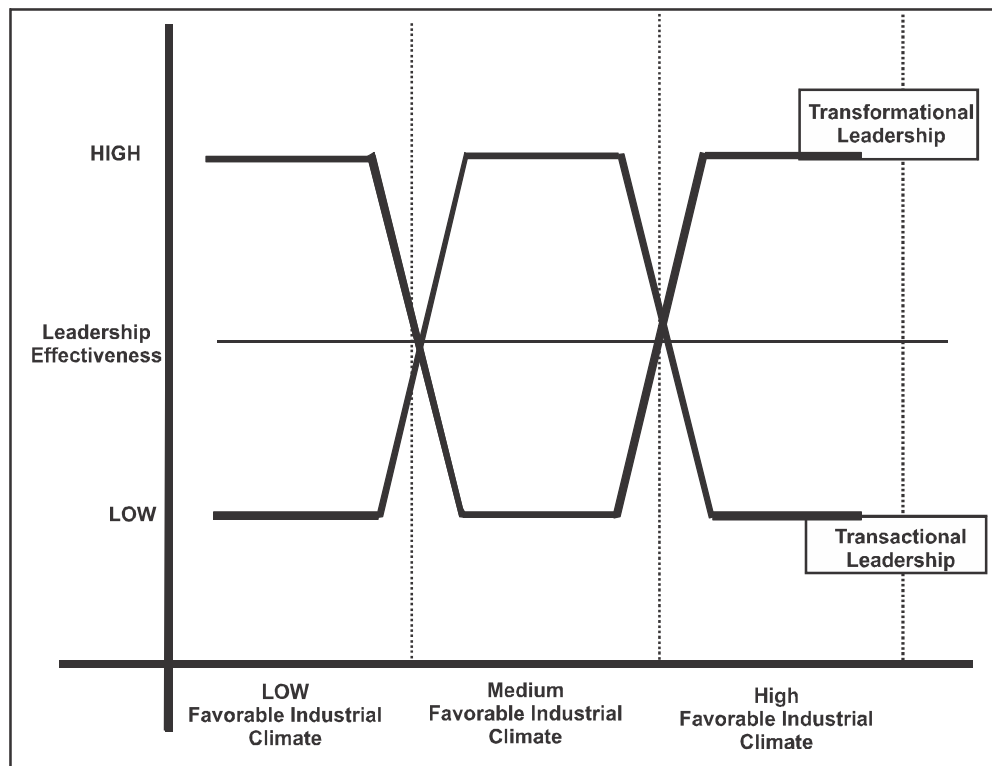 Transformational
Leadership
HIGH
Leadership
Effectiveness
LOW
Transactional
Leadership
LOW
Favorable Industrial
Climate
Medium
Favorable Industrial
Climate
High
Favorable Industrial
Climate